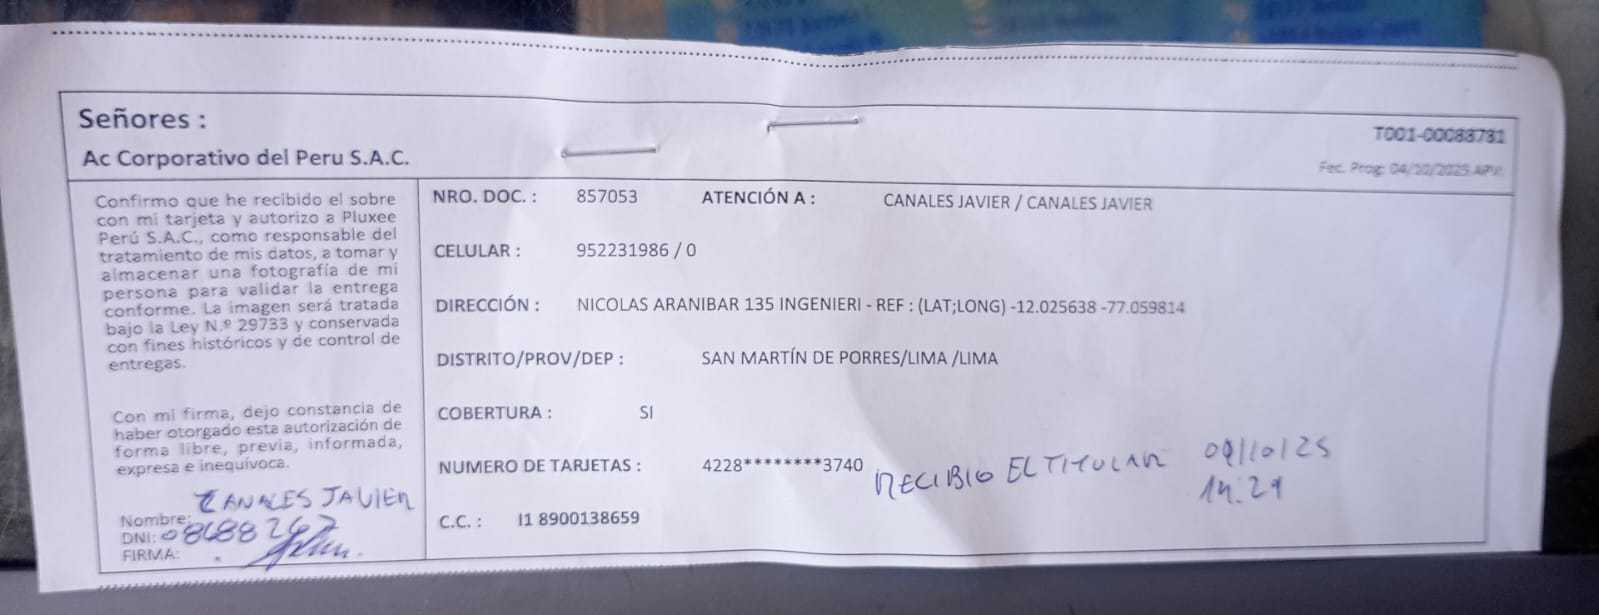 Señores :
Ac Corporativo del Peru S.A.C.
T001-00083781
Fec. Prog: 04/10/2025
Confirmo que he recibido el sobre
con mi tarjeta y autorizo a Pluxee
Perú S.A.C., como responsable del
tratamiento de mis datos, a tomar y
almacenar una fotografía de mi
persona para validar la entrega
conforme. La imagen será tratada
bajo la Ley N.º 29733 y conservada
con fines históricos y de control de
entregas.
Con mi firma, dejo constancia de
haber otorgado esta autorización de
forma libre, previa, informada,
expresa e inequívoca.
Nombre: CANALES JAVIER
DNI:
FIRMA:
NRO. DOC. : 857053 ATENCIÓN A : CANALES JAVIER / CANALES JAVIER
CELULAR : 952231986 / 0
DIRECCIÓN : NICOLAS ARANIBAR 135 INGENIERI - REF : (LAT;LONG) -12.025638 -77.059814
DISTRITO/PROV/DEP : SAN MARTÍN DE PORRES/LIMA /LIMA
COBERTURA : SI
NUMERO DE TARJETAS : 4228********3740 RECIBIO EL TITULAR 09/10/25
14:29
C.C. : I1 8900138659